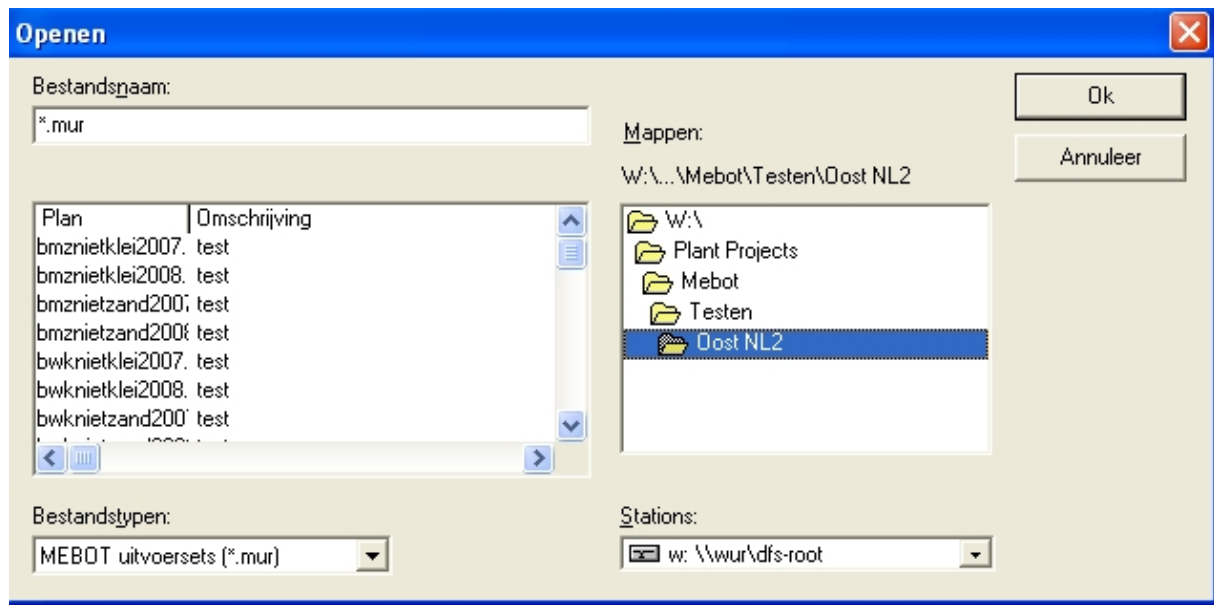 Openen
Bestandsnaam:
*.mur
Plan Omschrijving
bmznietklei2007. test
bmznietklei2008. test
bmznietzand2007 test
bmznietzand2008 test
bwknietklei2007. test
bwknietklei2008. test
bwknietzand200 test
Bestandstypen:
MEBOT uitvoersets (*.mur)
Mappen:
W:\...\Mebot\Testen\Oost NL2
W:\
Plant Projects
Mebot
Testen
Oost NL2
Stations:
w: \\wur\dfs-root
Ok
Annuleer